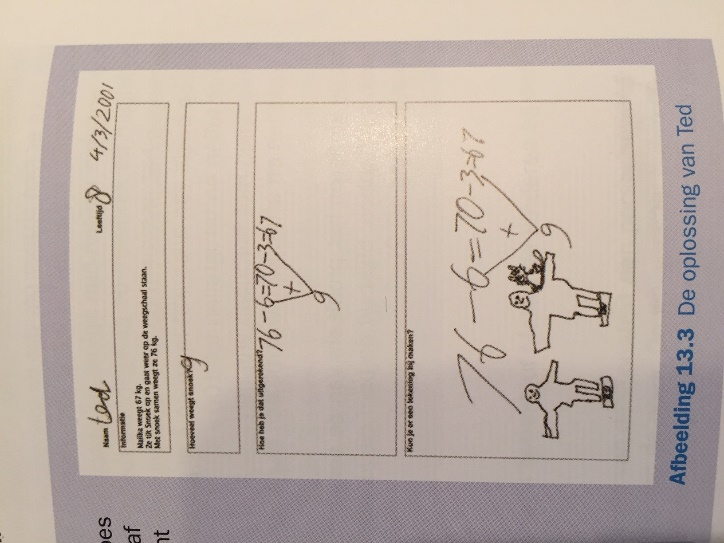 Naam ted Leeftijd 8 4/3/2001
Informatie
Naiba weegt 67 kg.
Ze tilt Snoek op en gaat weer op de weegschaal staan.
Met snoek samen weegt ze 76 kg.
Hoeveel weegt snoek? 9
Hoe heb je dat uitgerekend?
76-6=70-3=67
+
9
Kun je er een tekening bij maken?
76-6=70-3=67
+
9
Afbeelding 13.3 De oplossing van Ted
oes
af
nt